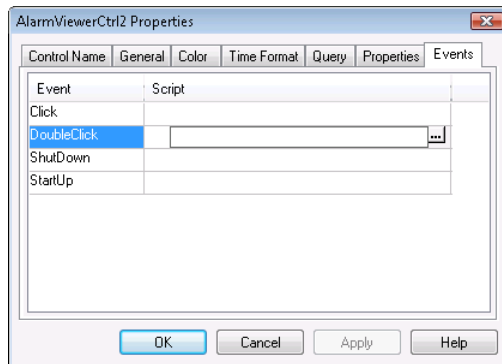 AlarmViewerCtrl2 Properties
Control Name General Color Time Format Query Properties Events
Event Script
Click
DoubleClick ...
ShutDown
StartUp
OK Cancel Apply Help